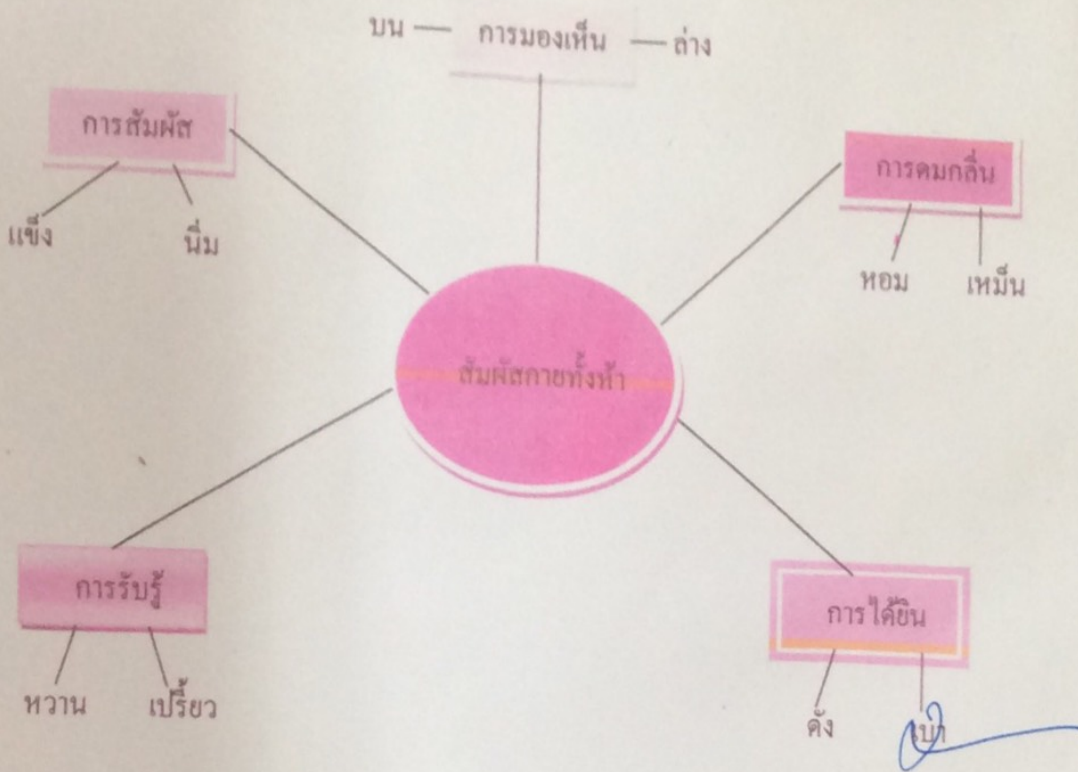 บน การมองเห็น ล่าง
การสัมผัส
แข็ง นิ่ม
การดมกลิ่น
หอม เหม็น
สัมผัสกายทั้งห้า
การรับรู้
หวาน เปรี้ยว
การได้ยิน
ดัง เบา